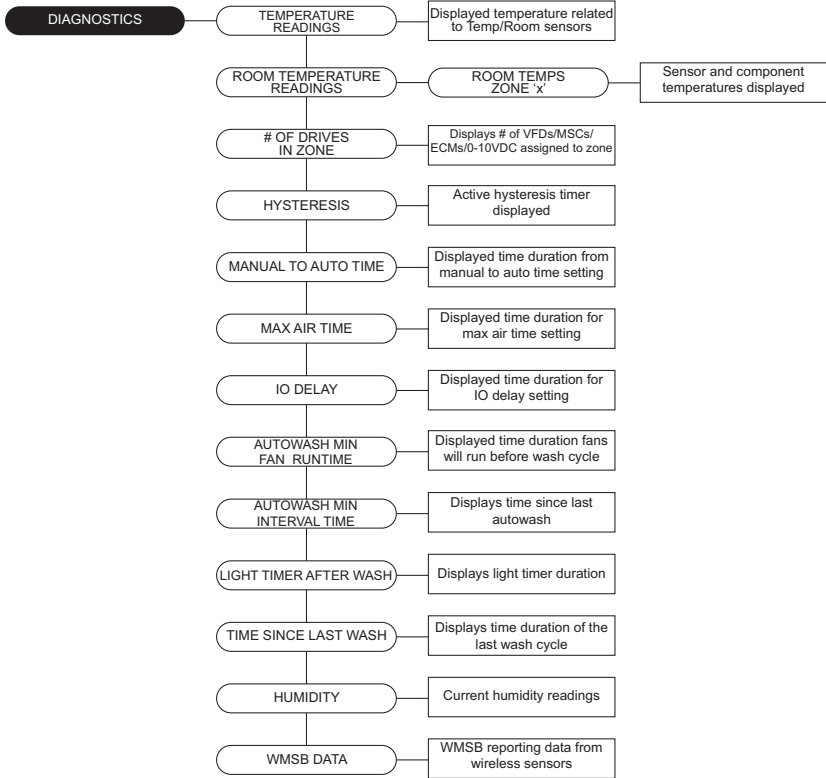 DIAGNOSTICS
TEMPERATURE
READINGS
Displayed temperature related
to Temp/Room sensors
ROOM TEMPERATURE
READINGS
ROOM TEMPS
ZONE ‘x’
Sensor and component
temperatures displayed
# OF DRIVES
IN ZONE
Displays # of VFDs/MSCs/
ECMs/0-10VDC assigned to zone
HYSTERESIS
Active hysteresis timer
displayed
MANUAL TO AUTO TIME
Displayed time duration from
manual to auto time setting
MAX AIR TIME
Displayed time duration for
max air time setting
IO DELAY
Displayed time duration for
IO delay setting
AUTOWASH MIN
FAN RUNTIME
Displayed time duration fans
will run before wash cycle
AUTOWASH MIN
INTERVAL TIME
Displays time since last
autowash
LIGHT TIMER AFTER WASH
Displays light timer duration
TIME SINCE LAST WASH
Displays time duration of the
last wash cycle
HUMIDITY
Current humidity readings
WMSB DATA
WMSB reporting data from
wireless sensors